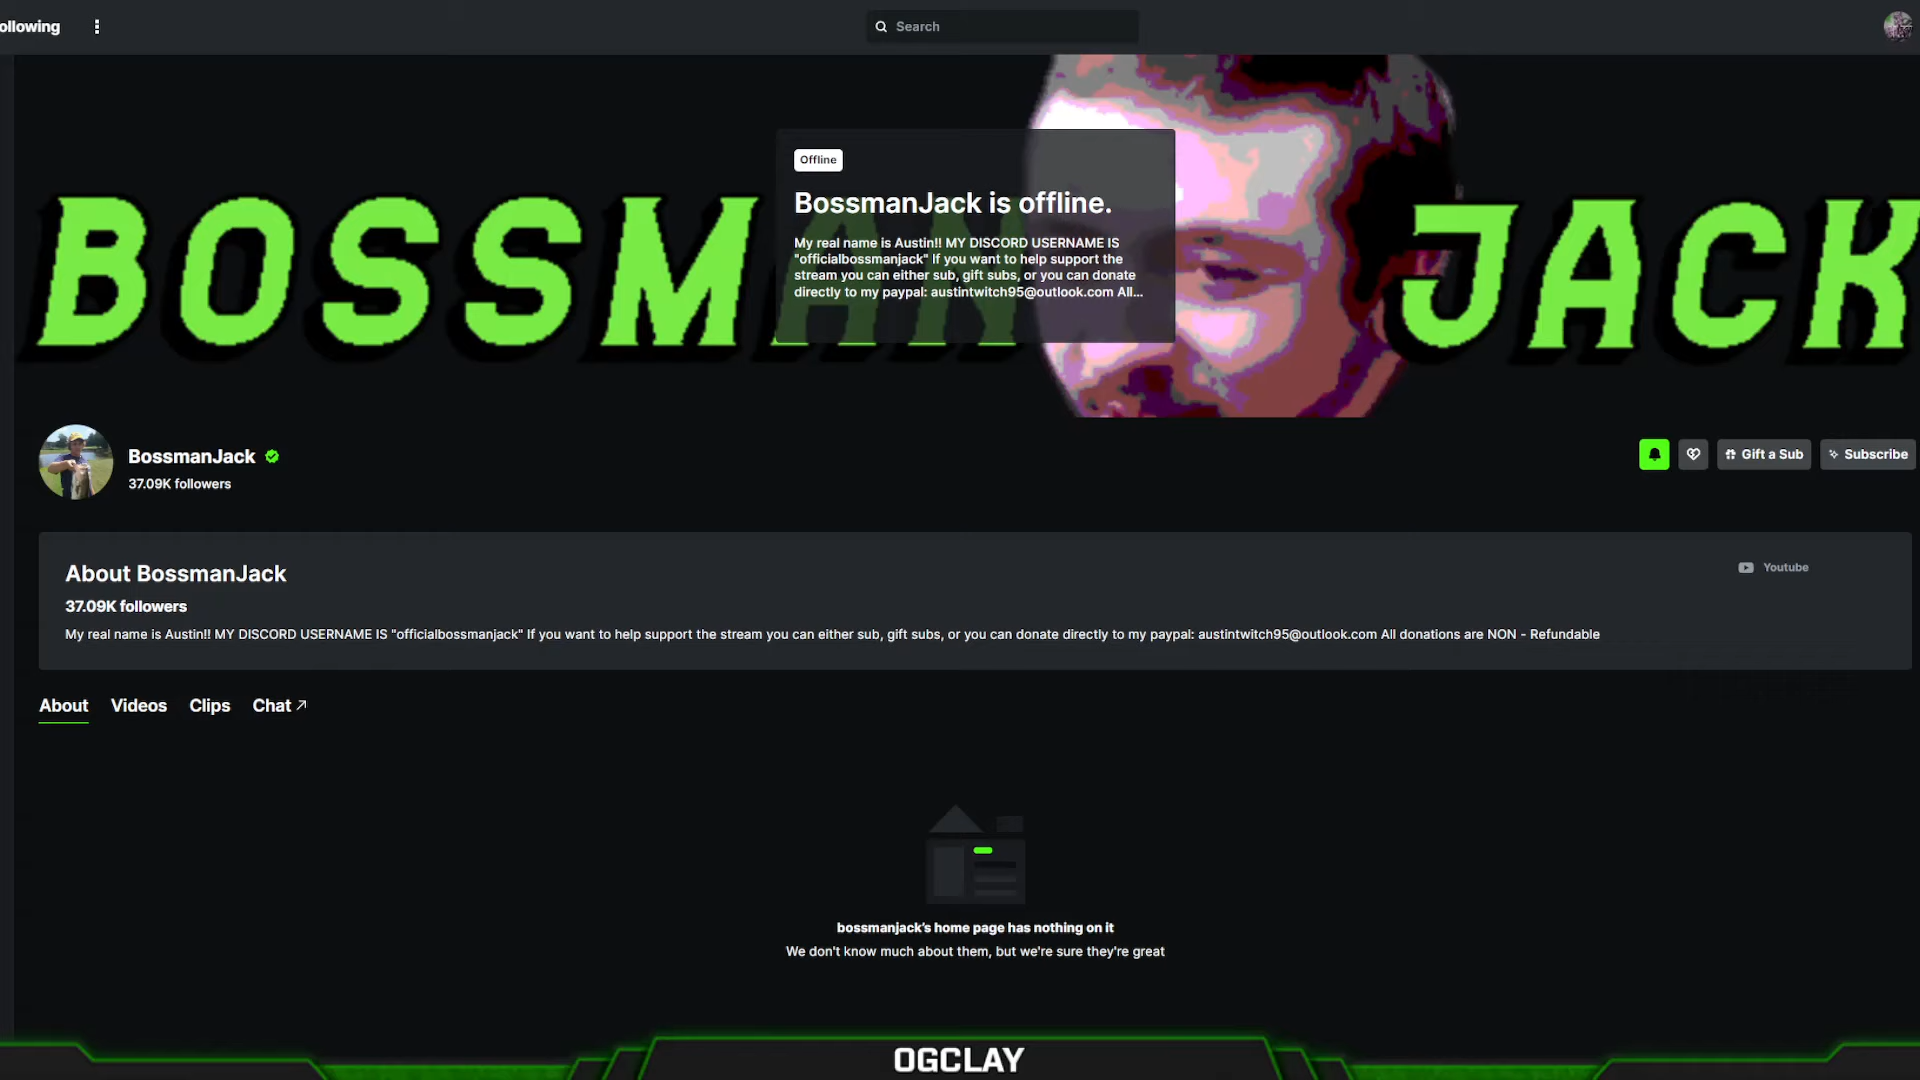 ollowing
Search
BOSSMAN JACK
Offline
BossmanJack is offline.
My real name is Austin!! MY DISCORD USERNAME IS
"officialbossmanjack" If you want to help support the
stream you can either sub, gift subs, or you can donate
directly to my paypal: austintwitch95@outlook.com All...
BossmanJack
37.09K followers
Gift a Sub
Subscribe
About BossmanJack
Youtube
37.09K followers
My real name is Austin!! MY DISCORD USERNAME IS "officialbossmanjack" If you want to help support the stream you can either sub, gift subs, or you can donate directly to my paypal: austintwitch95@outlook.com All donations are NON - Refundable
About Videos Clips Chat
bossmanjack's home page has nothing on it
We don't know much about them, but we're sure they're great
OGCLAY